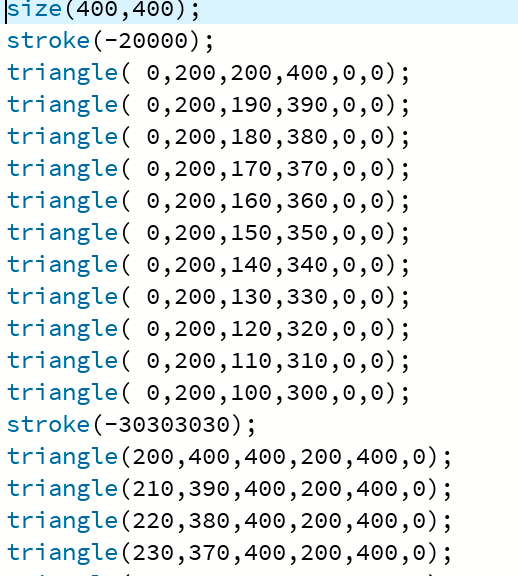 size(400,400);
stroke(-20000);
triangle( 0,200,200,400,0,0);
triangle( 0,200,190,390,0,0);
triangle( 0,200,180,380,0,0);
triangle( 0,200,170,370,0,0);
triangle( 0,200,160,360,0,0);
triangle( 0,200,150,350,0,0);
triangle( 0,200,140,340,0,0);
triangle( 0,200,130,330,0,0);
triangle( 0,200,120,320,0,0);
triangle( 0,200,110,310,0,0);
triangle( 0,200,100,300,0,0);
stroke(-30303030);
triangle(200,400,400,200,400,0);
triangle(210,390,400,200,400,0);
triangle(220,380,400,200,400,0);
triangle(230,370,400,200,400,0);